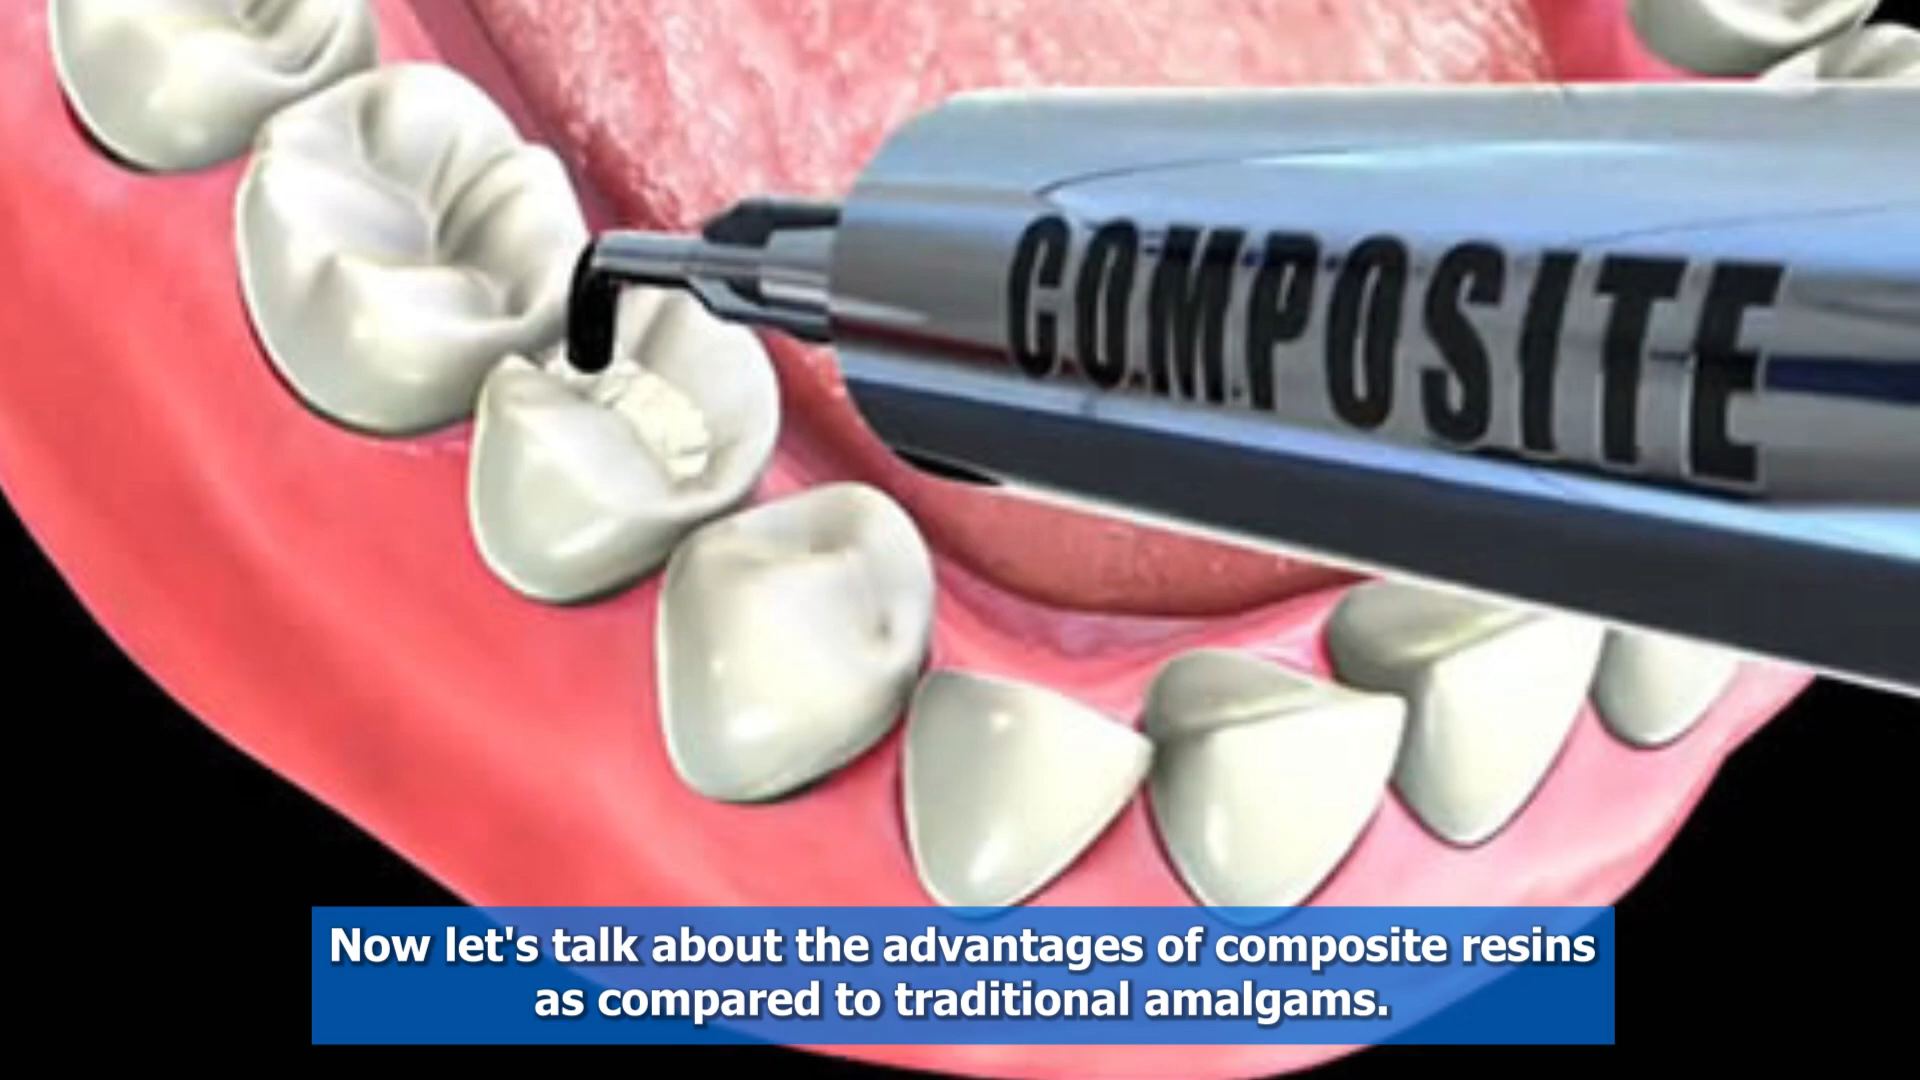 COMPOSITE
Now let's talk about the advantages of composite resins
as compared to traditional amalgams.